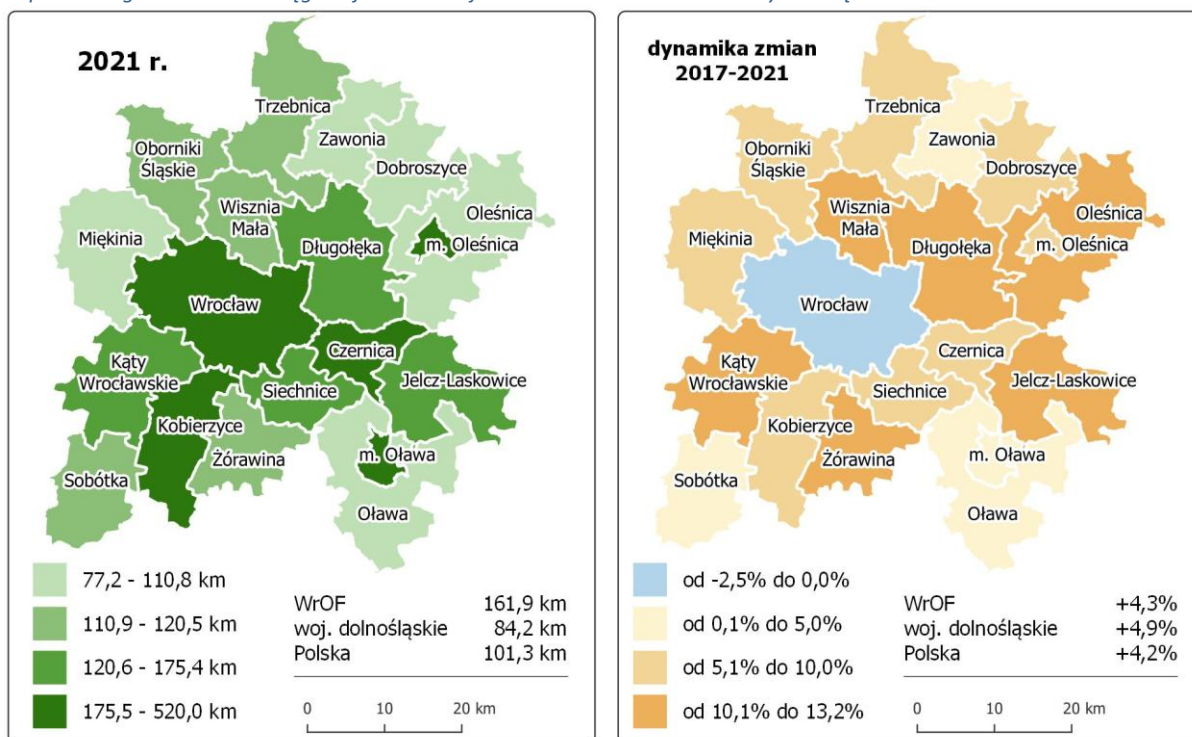 2021 r.
Trzebnica
Zawonia
Oborniki
Śląskie
Dobroszyce
Wisznia
Mała
Oleśnica
Miękinia
Długołęka
m. Oleśnica
Wrocław
Czernica
Kąty
Wrocławskie
Siechnice
Jelcz-Laskowice
Kobierzyce
Żórawina
m. Oława
Sobótka
Oława
77,2 - 110,8 km
110,9 - 120,5 km
120,6 - 175,4 km
175,5 - 520,0 km
WrOF 161,9 km
woj. dolnośląskie 84,2 km
Polska 101,3 km
0 10 20 km
dynamika zmian
2017-2021
Trzebnica
Zawonia
Oborniki
Śląskie
Dobroszyce
Wisznia
Mała
Oleśnica
Miękinia
Długołęka
m. Oleśnica
Wrocław
Czernica
Kąty
Wrocławskie
Siechnice
Jelcz-Laskowice
Kobierzyce
Żórawina
m. Oława
Sobótka
Oława
od -2,5% do 0,0%
od 0,1% do 5,0%
od 5,1% do 10,0%
od 10,1% do 13,2%
WrOF +4,3%
woj. dolnośląskie +4,9%
Polska +4,2%
0 10 20 km